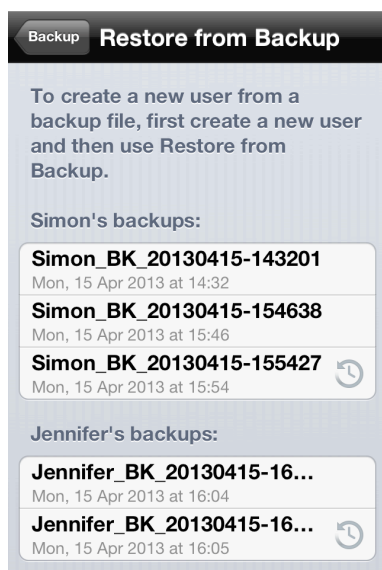 Backup Restore from Backup
To create a new user from a
backup file, first create a new user
and then use Restore from
Backup.
Simon's backups:
Simon_BK_20130415-143201
Mon, 15 Apr 2013 at 14:32
Simon_BK_20130415-154638
Mon, 15 Apr 2013 at 15:46
Simon_BK_20130415-155427
Mon, 15 Apr 2013 at 15:54
Jennifer's backups:
Jennifer_BK_20130415-16...
Mon, 15 Apr 2013 at 16:04
Jennifer_BK_20130415-16...
Mon, 15 Apr 2013 at 16:05